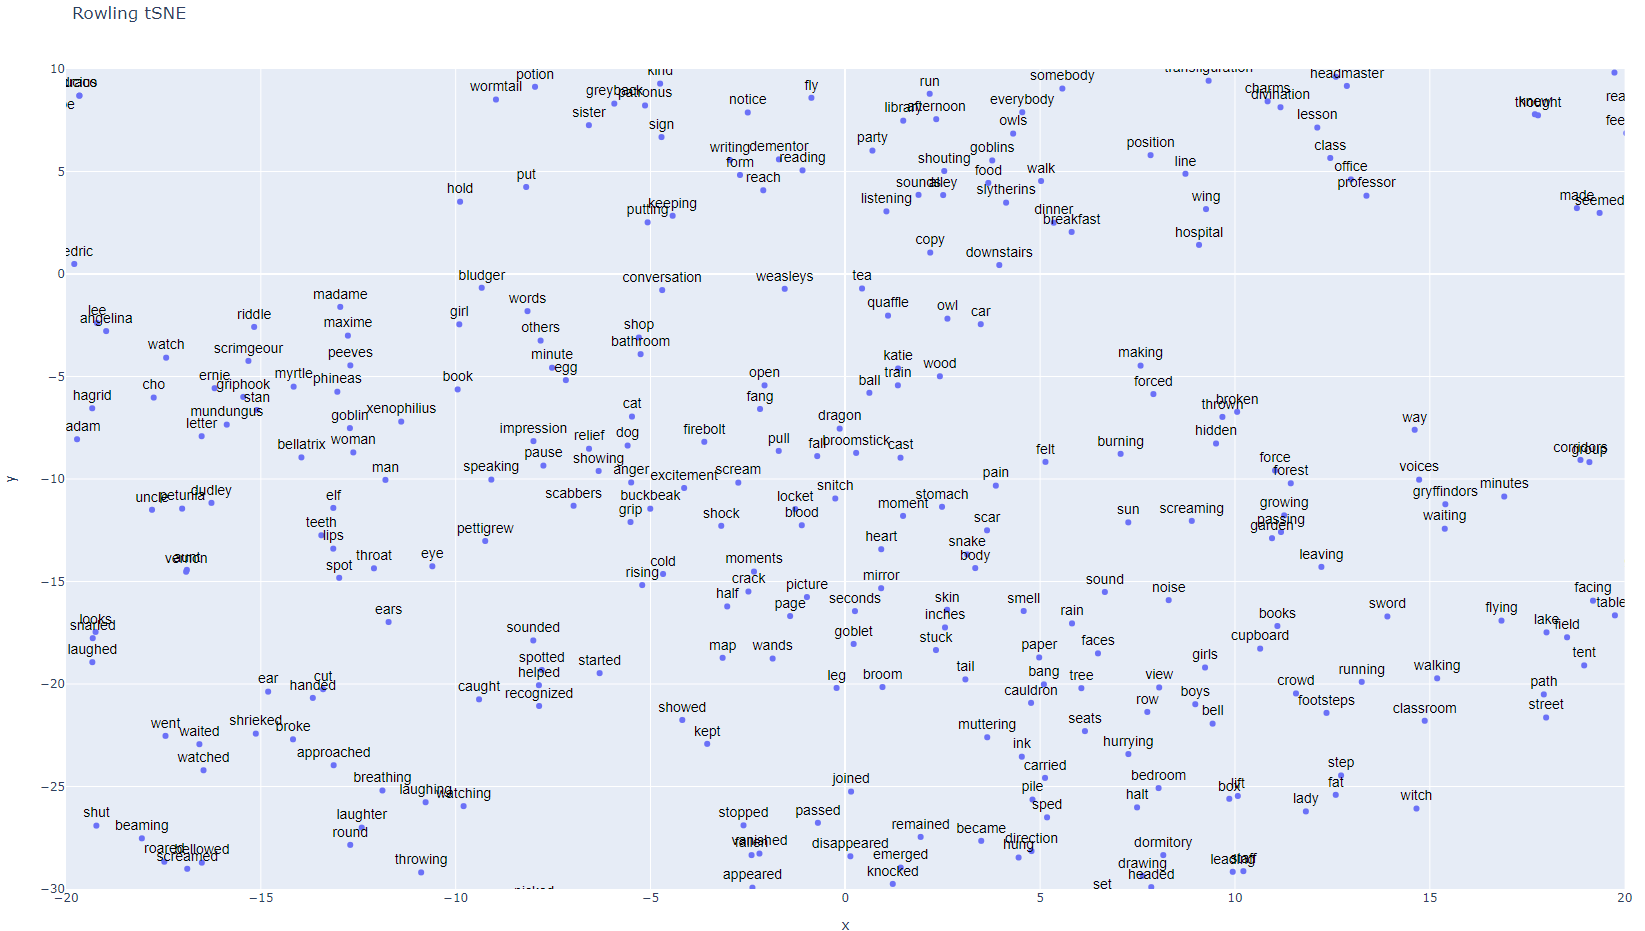 Rowling tSNE
10
potion
kind
fly
run
somebody
headmaster
wormtail
greyback
patronus
notice
library
afternoon
everybody
charms
divination
knew
thought
sister
sign
owls
lesson
party
goblins
position
class
writing
dementor
form
reading
shouting
food
walk
line
office
5
put
reach
sounds
alley
slytherins
professor
hold
keeping
putting
listening
dinner
breakfast
wing
made
seemed
copy
downstairs
hospital
0
bludger
conversation
weasleys
tea
madame
words
quaffle
owl
car
lee
angelina
riddle
maxime
girl
others
shop
bathroom
watch
scrimgeour
peeves
minute
egg
katie
train
wood
making
−5
cho
ernie
griphook
stan
myrtle
phineas
book
open
ball
forced
hagrid
mundungus
letter
goblin
xenophilius
cat
fang
dragon
thrown
broken
way
adam
bellatrix
woman
impression
relief
dog
firebolt
pull
fall
broomstick
cast
felt
burning
hidden
corridors
group
man
speaking
pause
showing
anger
excitement
scream
pain
force
forest
voices
−10
uncle
petunia
dudley
elf
scabbers
buckbeak
grip
snitch
locket
blood
moment
stomach
growing
passing
garden
gryffindors
minutes
teeth
lips
pettigrew
shock
scar
sun
screaming
waiting
aunt
vernon
spot
throat
eye
rising
cold
moments
heart
snake
body
leaving
−15
crack
half
picture
page
mirror
seconds
skin
inches
smell
sound
noise
rain
facing
table
looks
snarled
ears
sounded
goblet
stuck
books
cupboard
sword
flying
lake
field
laughed
spotted
helped
started
map
wands
paper
faces
girls
tent
−20
ear
cut
handed
caught
recognized
leg
broom
tail
bang
cauldron
tree
view
boys
row
bell
crowd
running
footsteps
walking
path
street
went
waited
shrieked
broke
showed
kept
muttering
seats
classroom
watched
approached
ink
hurrying
−25
breathing
laughing
watching
joined
carried
pile
bedroom
halt
box
lift
step
fat
lady
witch
shut
beaming
laughter
round
stopped
passed
remained
became
sped
direction
hung
dormitory
roared
bellowed
screamed
throwing
vanished
fallen
disappeared
emerged
drawing
headed
leading
−30
appeared
knocked
set
−20
−15
−10
−5
0
5
10
15
20
x
y